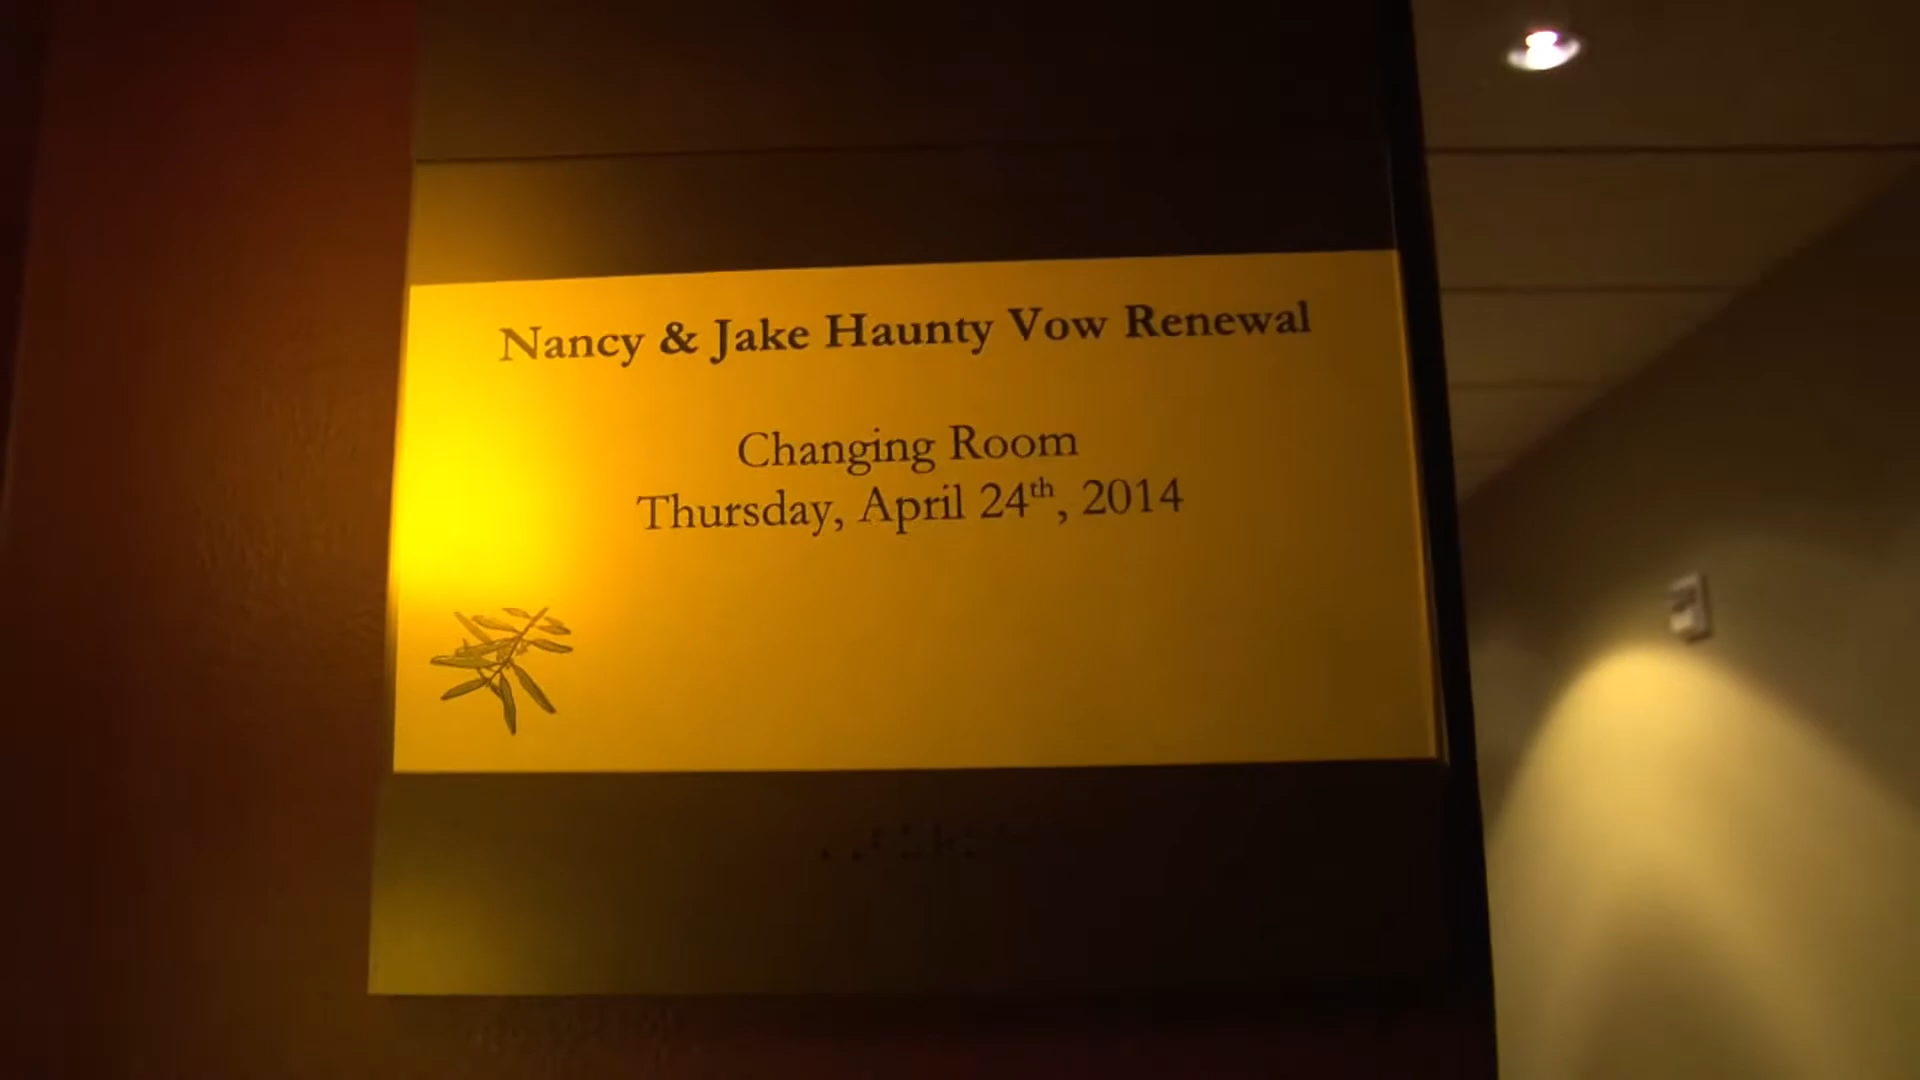 Nancy & Jake Haunty Vow Renewal
Changing Room
Thursday, April 24th, 2014